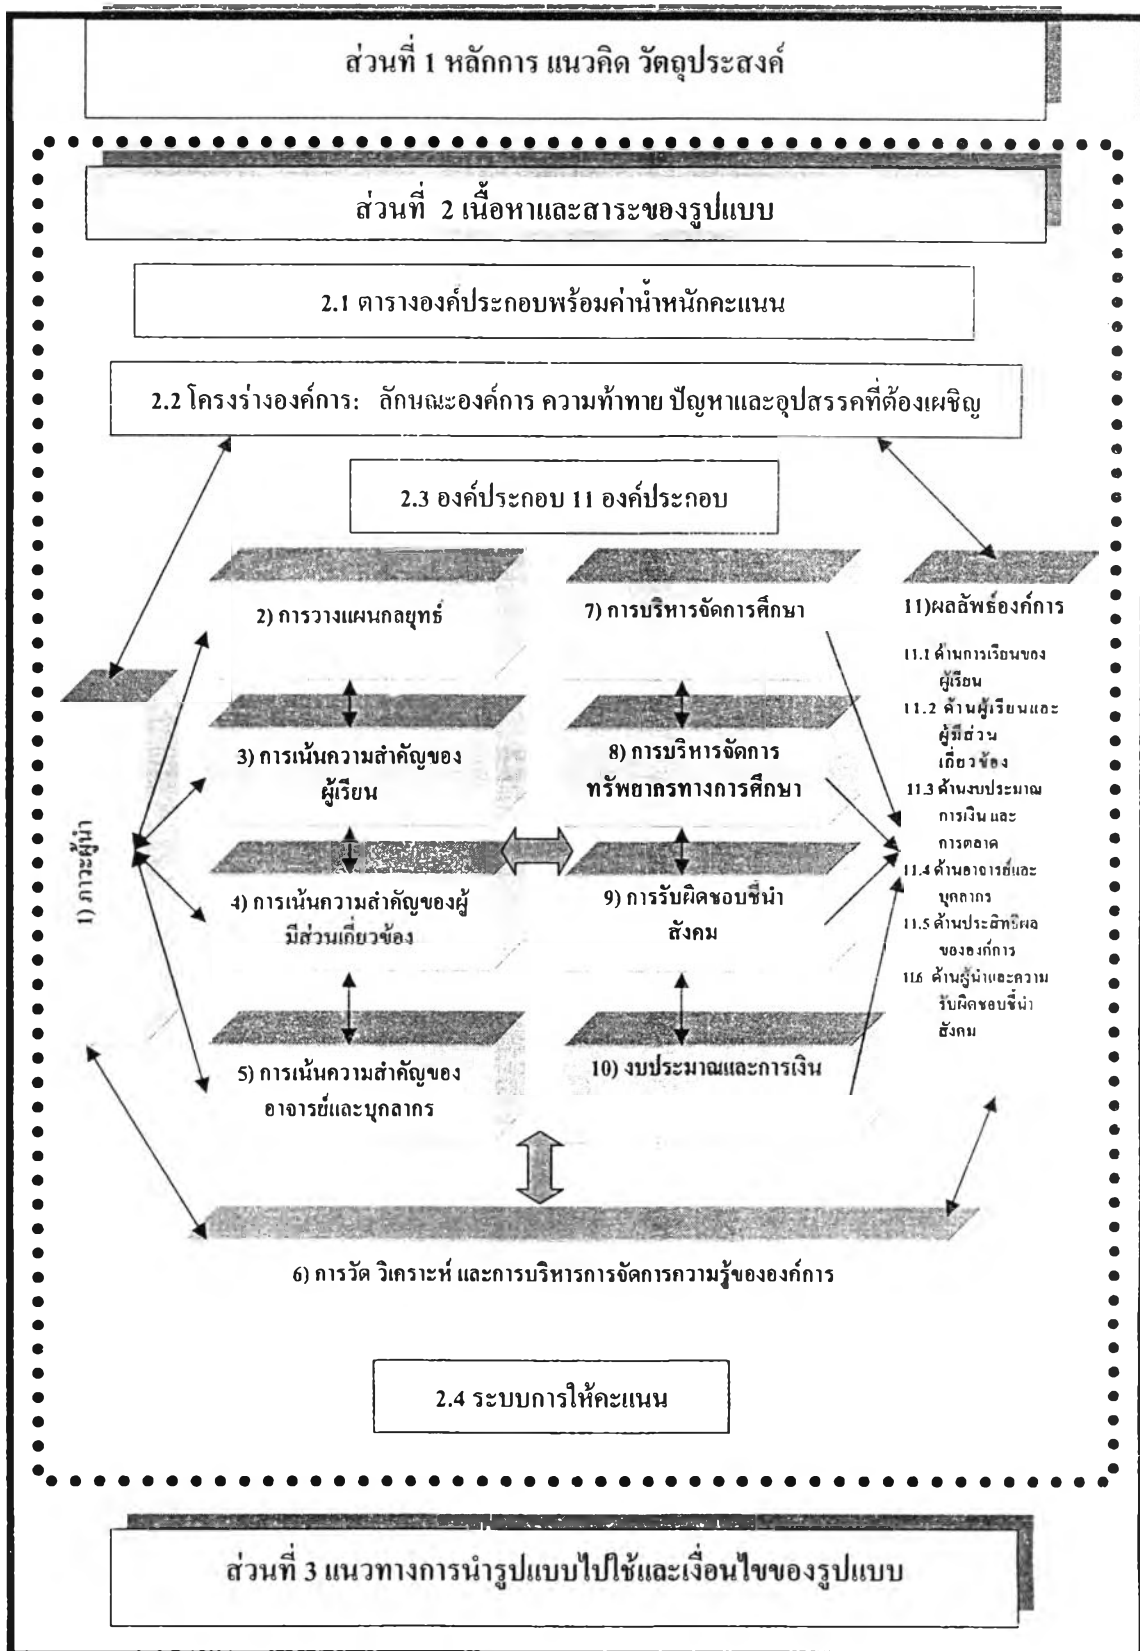 ส่วนที่ 1 หลักการ แนวคิด วัตถุประสงค์
ส่วนที่ 2 เนื้อหาและสาระของรูปแบบ
2.1 ตารางองค์ประกอบพร้อมค่าน้ำหนักคะแนน
2.2 โครงร่างองค์การ: ลักษณะองค์การ ความท้าทาย ปัญหาและอุปสรรคที่ต้องเผชิญ
2.3 องค์ประกอบ 11 องค์ประกอบ
1) ภาวะผู้นำ
2) การวางแผนกลยุทธ์
3) การเน้นความสำคัญของ
ผู้เรียน
4) การเน้นความสำคัญของผู้
มีส่วนเกี่ยวข้อง
5) การเน้นความสำคัญของ
อาจารย์และบุคลากร
7) การบริหารจัดการศึกษา
8) การบริหารจัดการ
ทรัพยากรทางการศึกษา
9) การรับผิดชอบชี้นำ
สังคม
10) งบประมาณและการเงิน
11)ผลลัพธ์องค์การ
11.1 ด้านการเรียนของ
ผู้เรียน
11.2 ด้านผู้เรียนและ
ผู้มีส่วน
เกี่ยวข้อง
11.3 ด้านงบประมาณ
การเงิน และ
การตลาด
11.4 ด้านอาจารย์และ
บุคลากร
11.5 ด้านประสิทธิผล
ขององค์การ
11.6 ด้านผู้นำและความ
รับผิดชอบชี้นำ
สังคม
6) การวัด วิเคราะห์ และการบริหารการจัดการความรู้ขององค์การ
2.4 ระบบการให้คะแนน
ส่วนที่ 3 แนวทางการนำรูปแบบไปใช้และเงื่อนไขของรูปแบบ